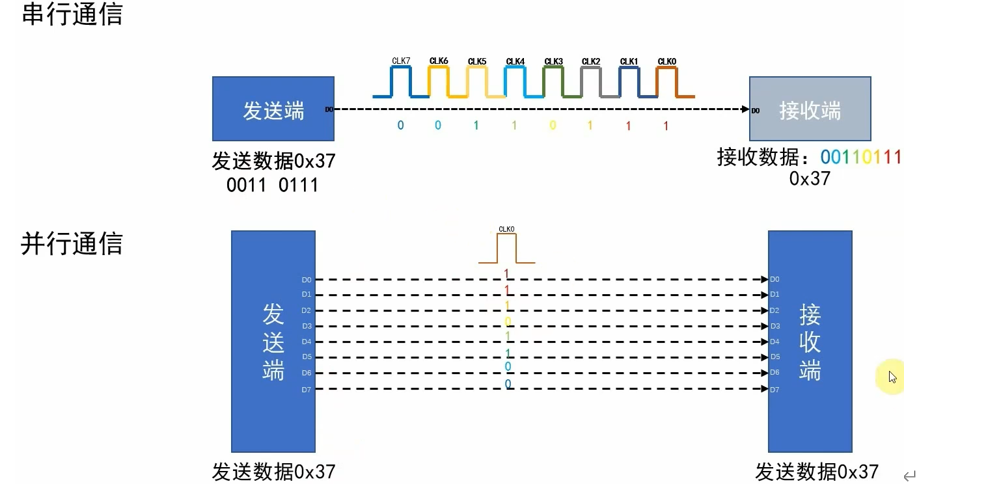 串行通信
CLK7 CLK6 CLK5 CLK4 CLK3 CLK2 CLK1 CLK0
发送端 D0 D0 接收端
0 0 1 1 0 1 1 1
发送数据0x37
0011 0111
接收数据：00110111
0x37
并行通信
CLK0
发送端
接收端
D0 1 D0
D1 1 D1
D2 1 D2
D3 0 D3
D4 1 D4
D5 1 D5
D6 0 D6
D7 0 D7
发送数据0x37
发送数据0x37